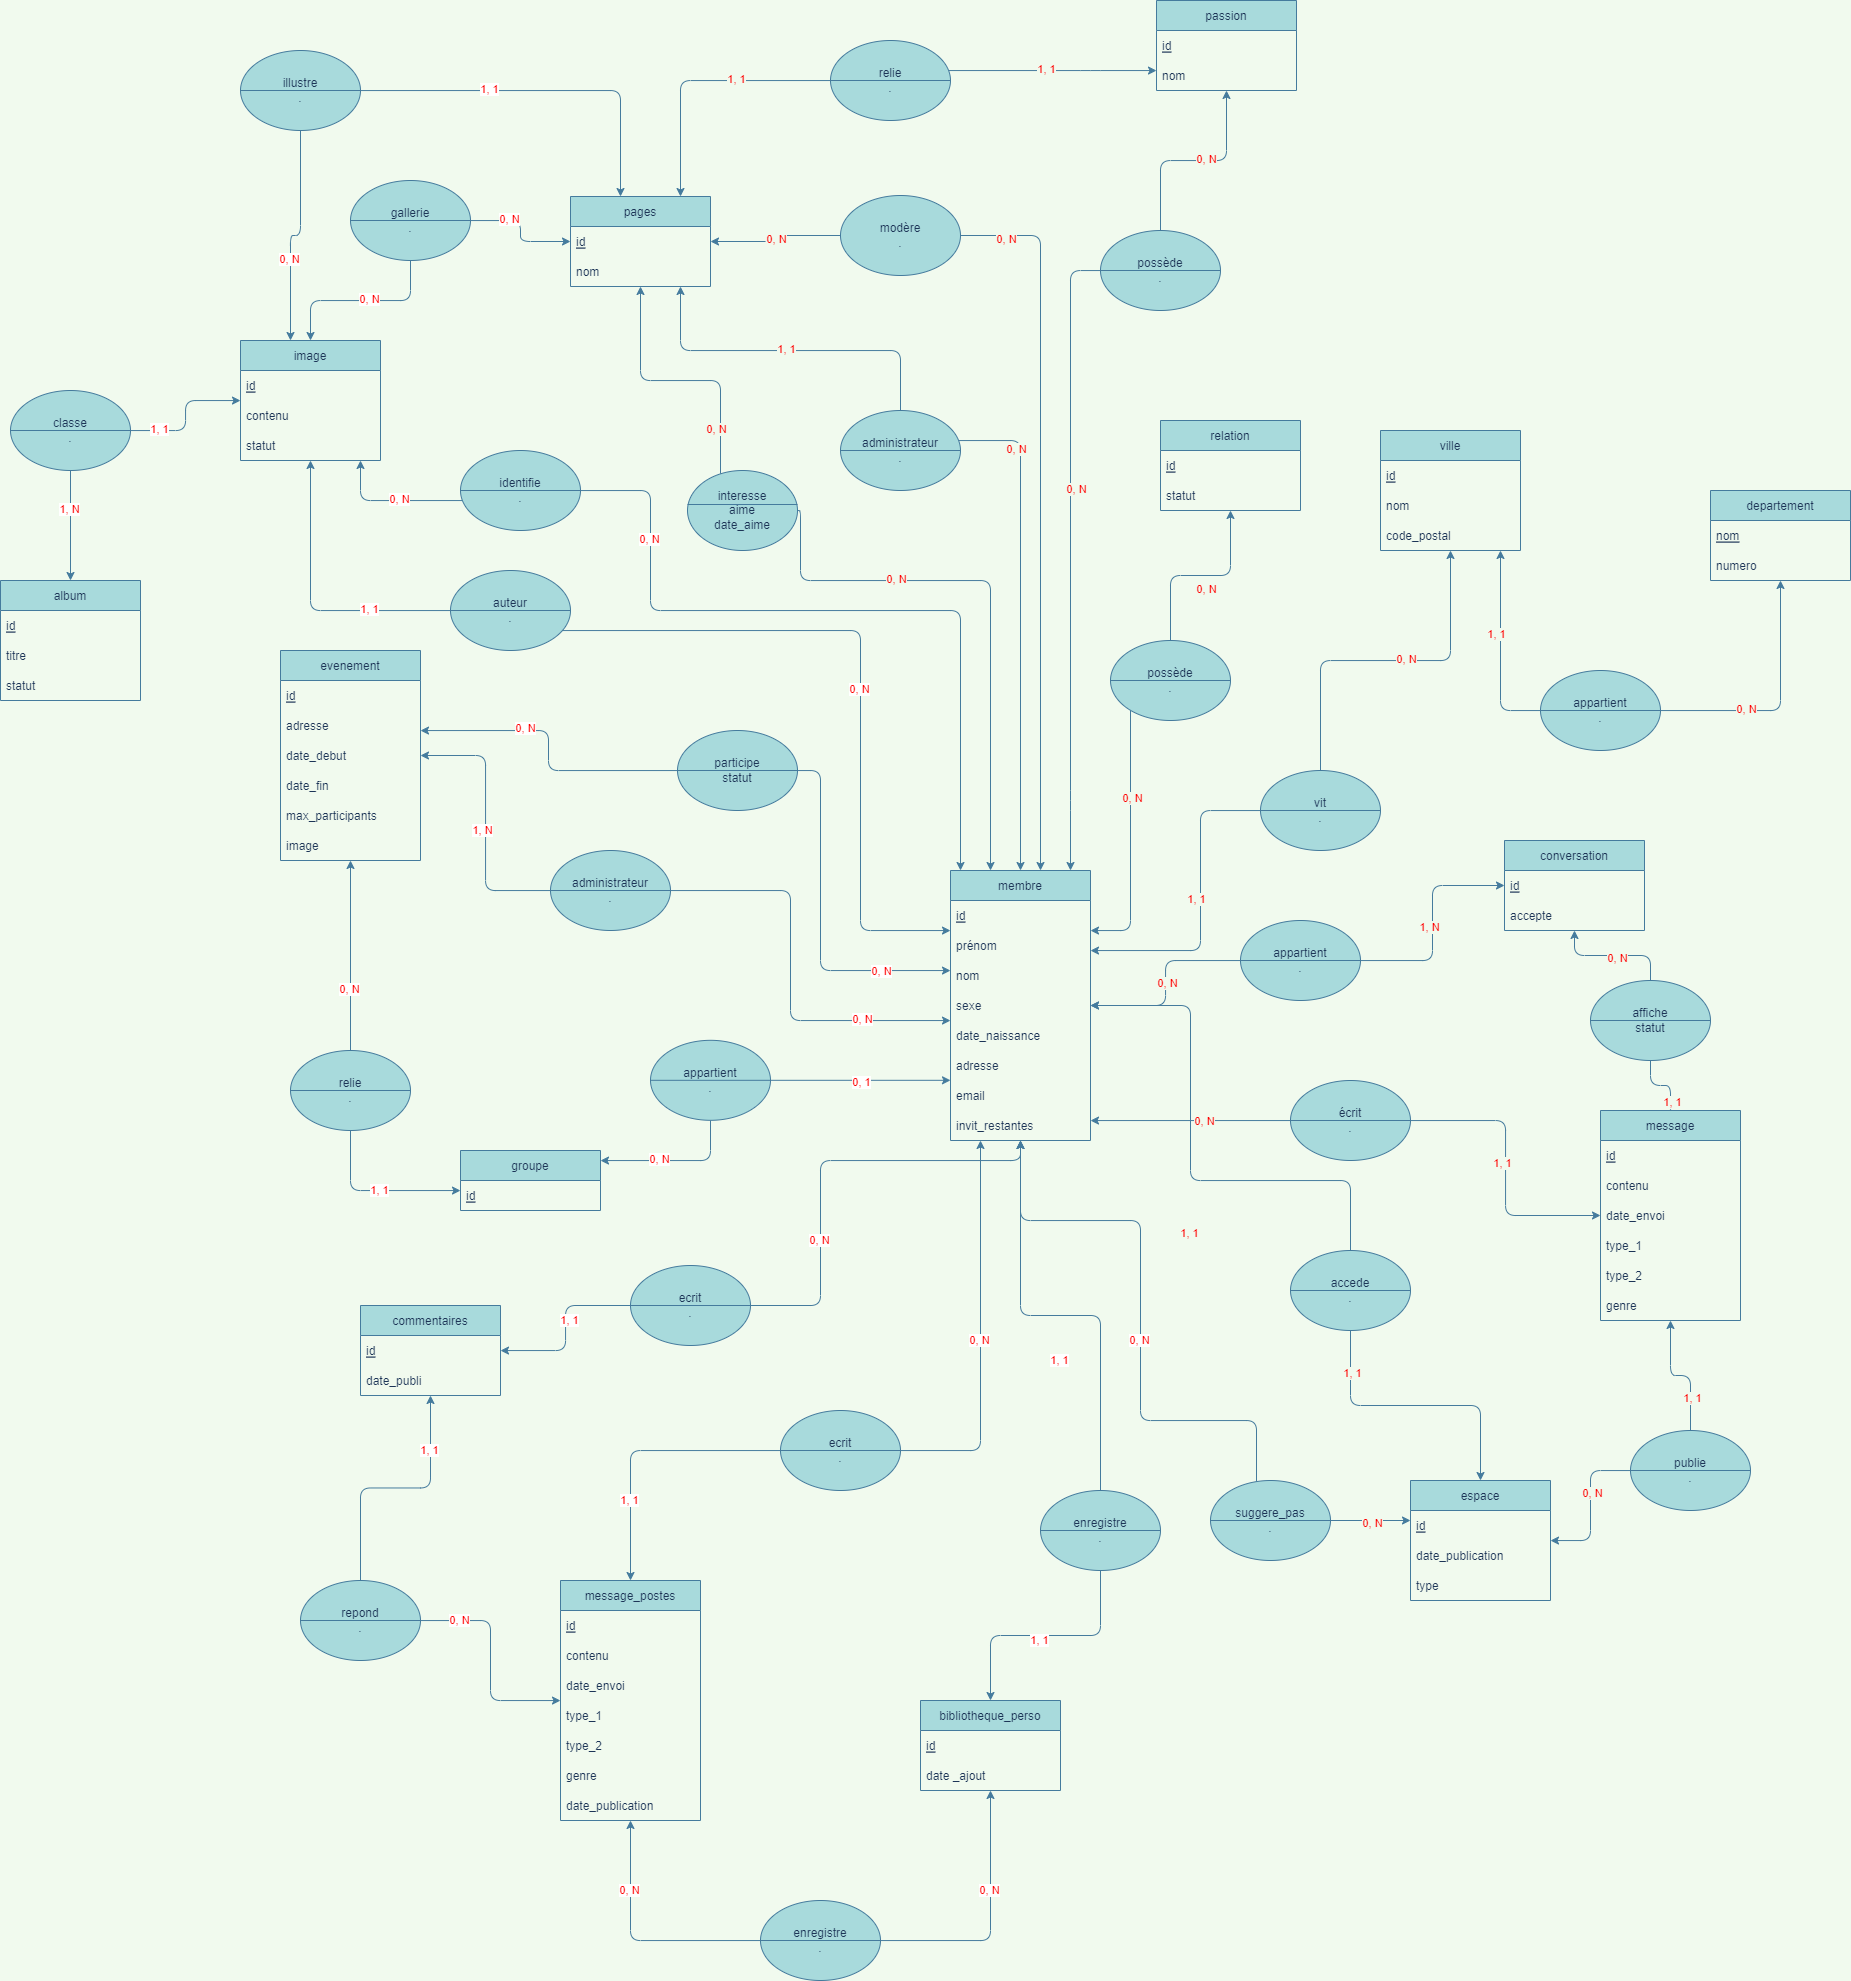 passion
id
nom
illustre
-
1, 1
relie
-
1, 1
1, 1
0, N
gallerie
-
0, N
pages
id
nom
0, N
modère
-
0, N
possède
-
0, N
0, N
image
id
contenu
statut
1, 1
classe
-
1, 1
1, N
album
id
titre
statut
0, N
identifie
-
0, N
0, N
interesse
aime
date_aime
0, N
administrateur
-
0, N
0, N
relation
id
statut
0, N
ville
id
nom
code_postal
departement
nom
numero
1, 1
auteur
-
0, N
possède
-
0, N
0, N
1, 1
appartient
-
0, N
evenement
id
adresse
date_debut
date_fin
max_participants
image
0, N
participe
statut
0, N
1, N
administrateur
-
0, N
vit
-
1, 1
membre
id
prénom
nom
sexe
date_naissance
adresse
email
invit_restantes
conversation
id
accepte
0, N
appartient
-
1, N
0, N
affiche
statut
1, 1
0, N
relie
-
1, 1
appartient
-
0, 1
0, N
groupe
id
0, N
écrit
-
1, 1
message
id
contenu
date_envoi
type_1
type_2
genre
0, N
1, 1
accede
-
1, 1
commentaires
id
date_publi
1, 1
ecrit
-
0, N
1, 1
0, N
1, 1
1, 1
ecrit
-
1, 1
publie
-
0, N
enregistre
-
suggere_pas
-
0, N
espace
id
date_publication
type
repond
-
0, N
message_postes
id
contenu
date_envoi
type_1
type_2
genre
date_publication
1, 1
bibliotheque_perso
id
date _ajout
0, N
0, N
enregistre
-